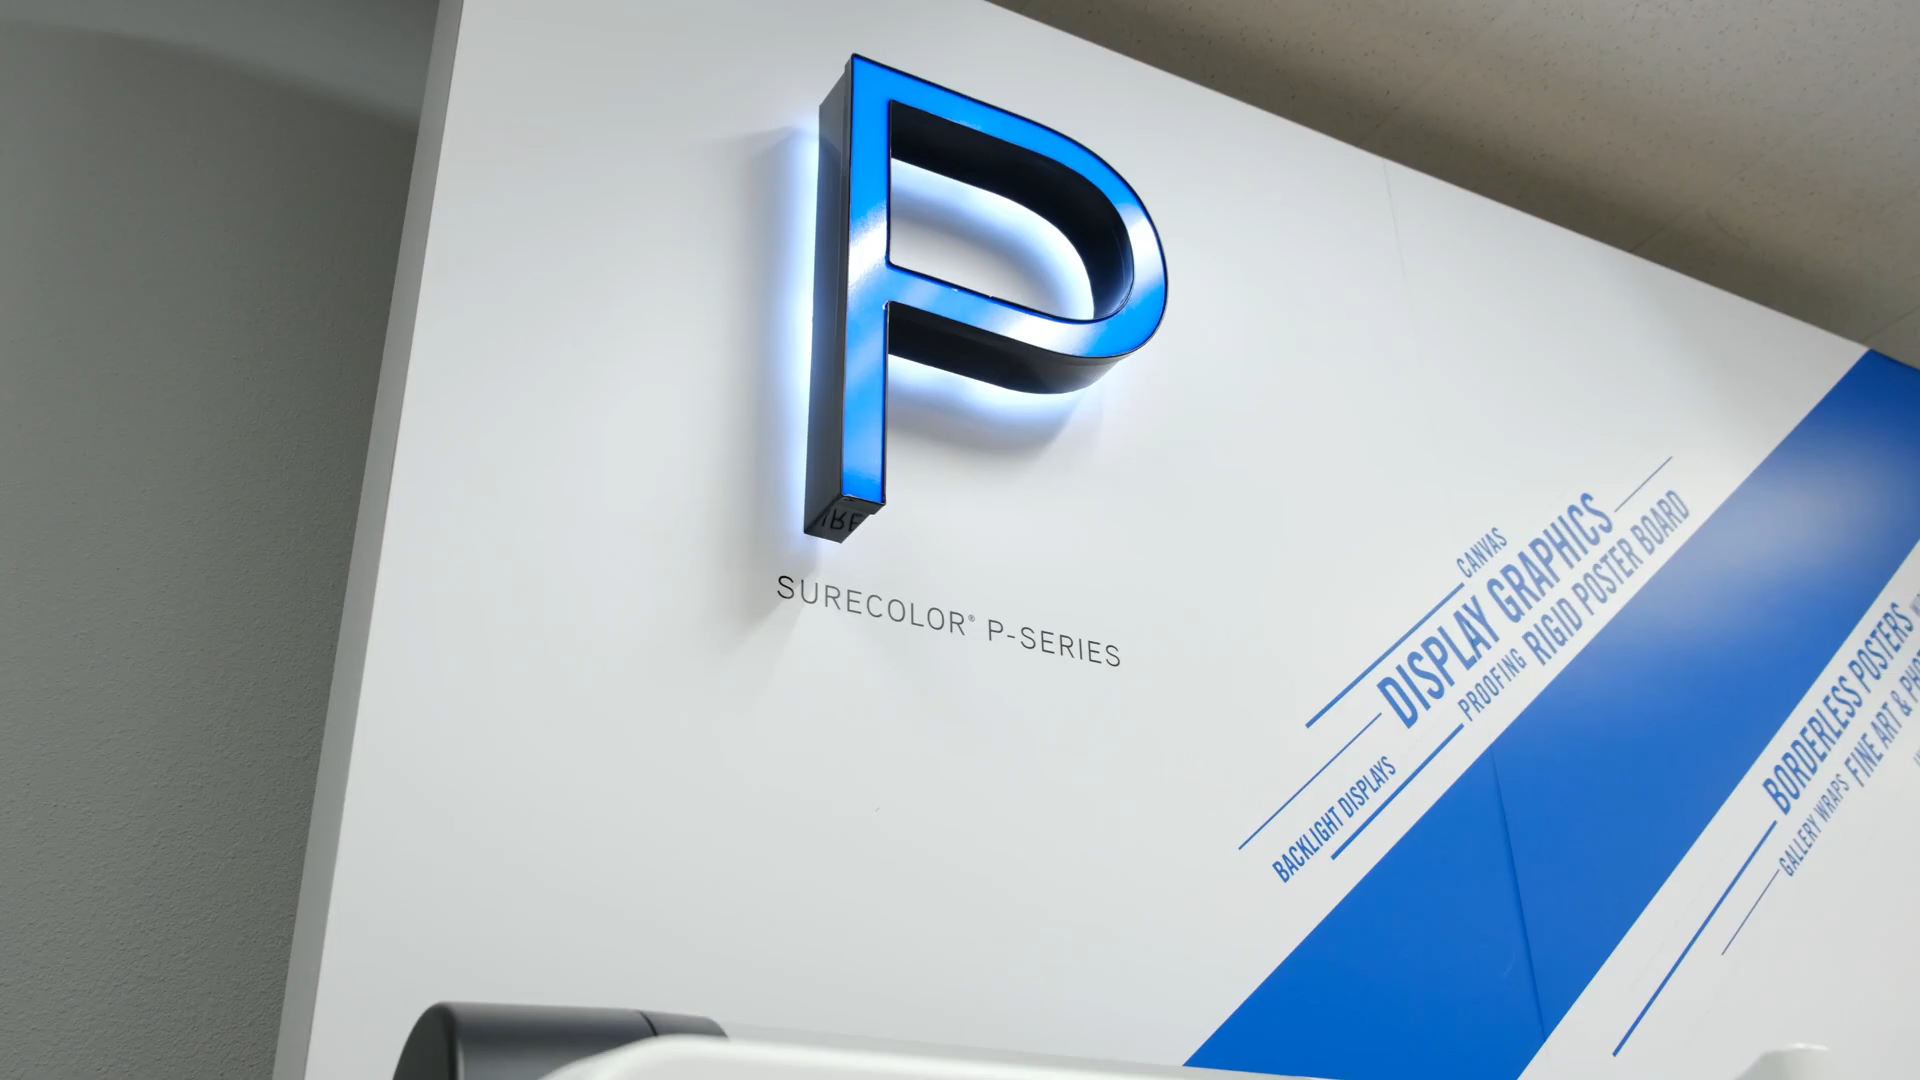 P
SURECOLOR® P-SERIES
CANVAS
DISPLAY GRAPHICS
PROOFING RIGID POSTER BOARD
BACKLIGHT DISPLAYS
BORDERLESS POSTERS
GALLERY WRAPS FINE ART &